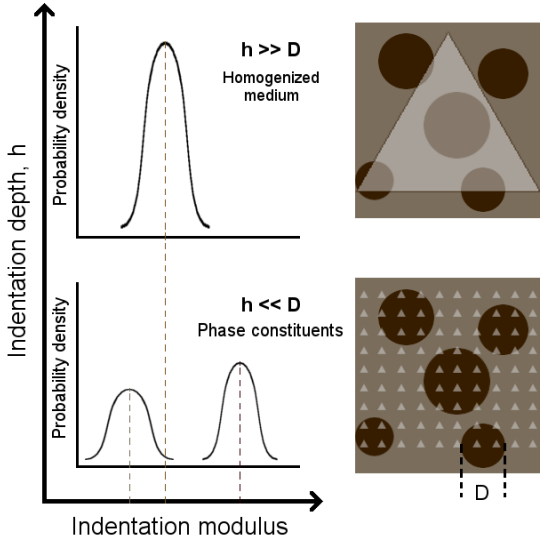 Indentation depth, h
Probability density
h >> D
Homogenized
medium
Probability density
h << D
Phase constituents
D
Indentation modulus